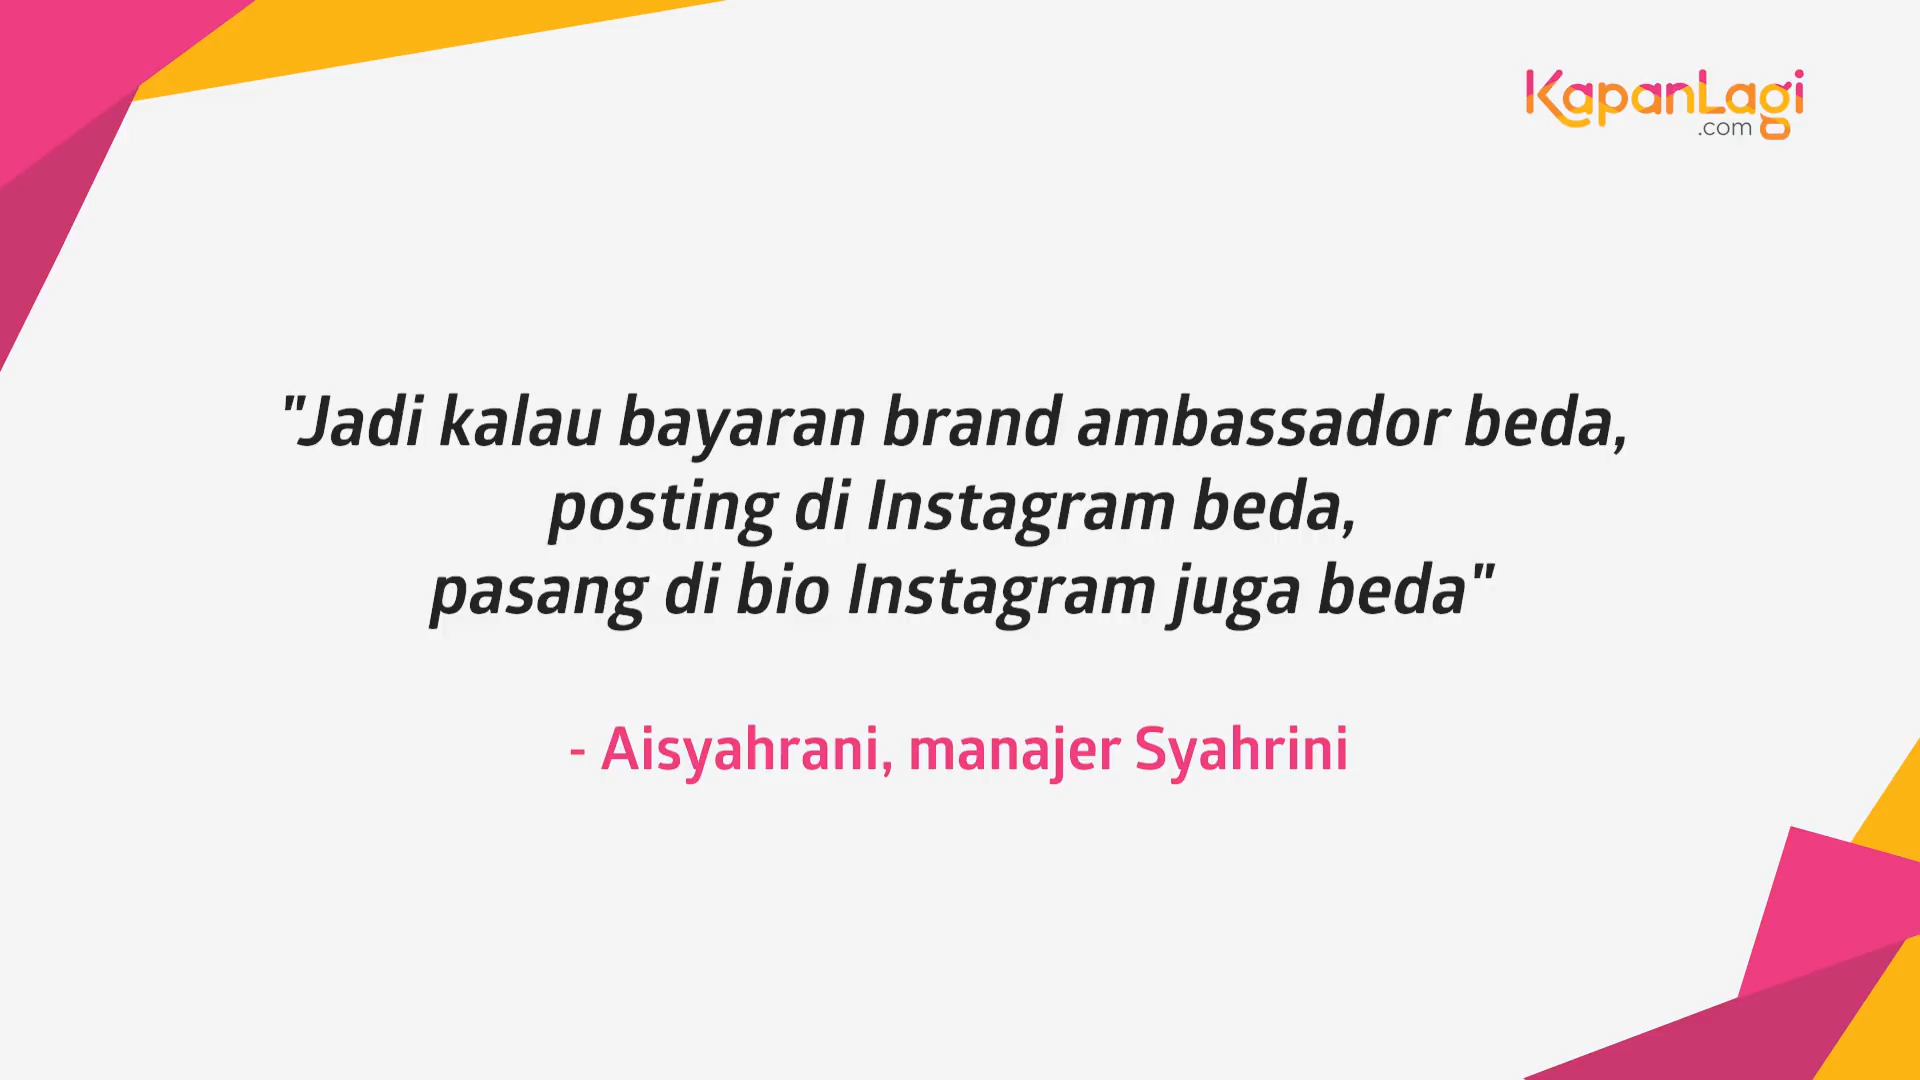 KapanLagi
.com
"Jadi kalau bayaran brand ambassador beda,
posting di Instagram beda,
pasang di bio Instagram juga beda"
- Aisyahrani, manajer Syahrini